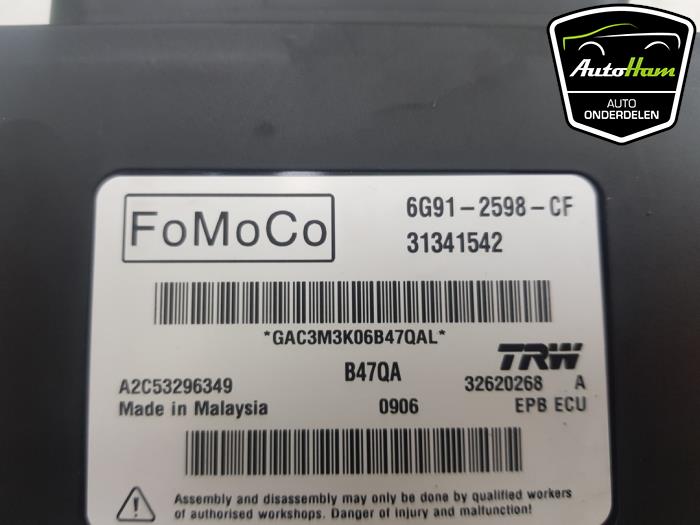 AutoHam
AUTO
ONDERDELEN
FoMoCo
6G91-2598-CF
31341542
*GAC3M3K06B47QAL*
TRW
B47QA
A2C53296349
32620268 A
Made in Malaysia
0906
EPB ECU
Assembly and disassembly may only be done by qualified workers
of authorised workshops. Danger of injury and malfunction!